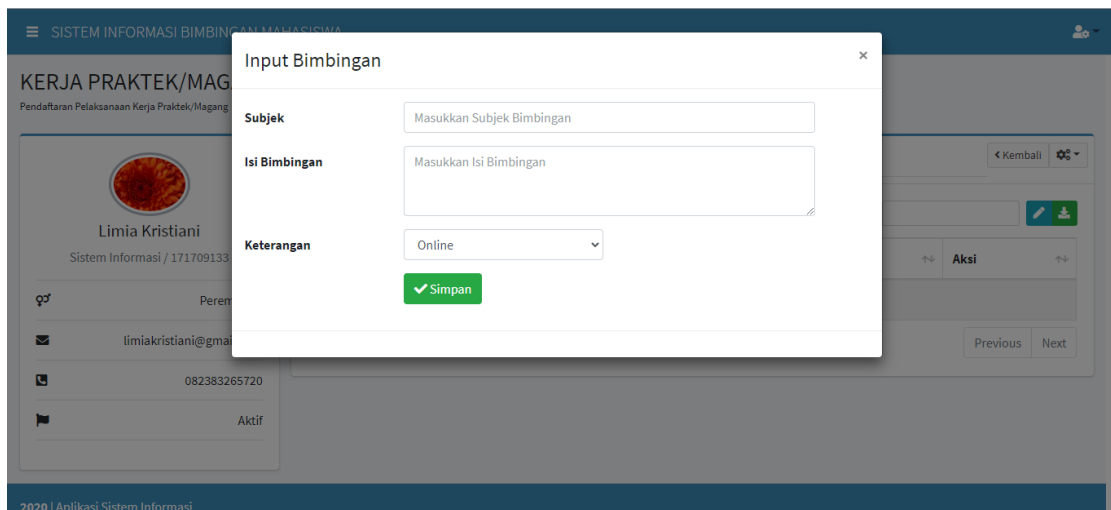 SISTEM INFORMASI BIMBINGAN MAHASISWA
Input Bimbingan
×
KERJA PRAKTEK/MAG
Pendaftaran Pelaksanaan Kerja Praktek/Magang
Subjek
Masukkan Subjek Bimbingan
Isi Bimbingan
Masukkan Isi Bimbingan
Kembali
Limia Kristiani
Sistem Informasi / 171709133
Keterangan
Online
Aksi
Simpan
Perem
limiakristiani@gmai
Previous
Next
082383265720
Aktif
2020 | Aplikasi Sistem Informasi